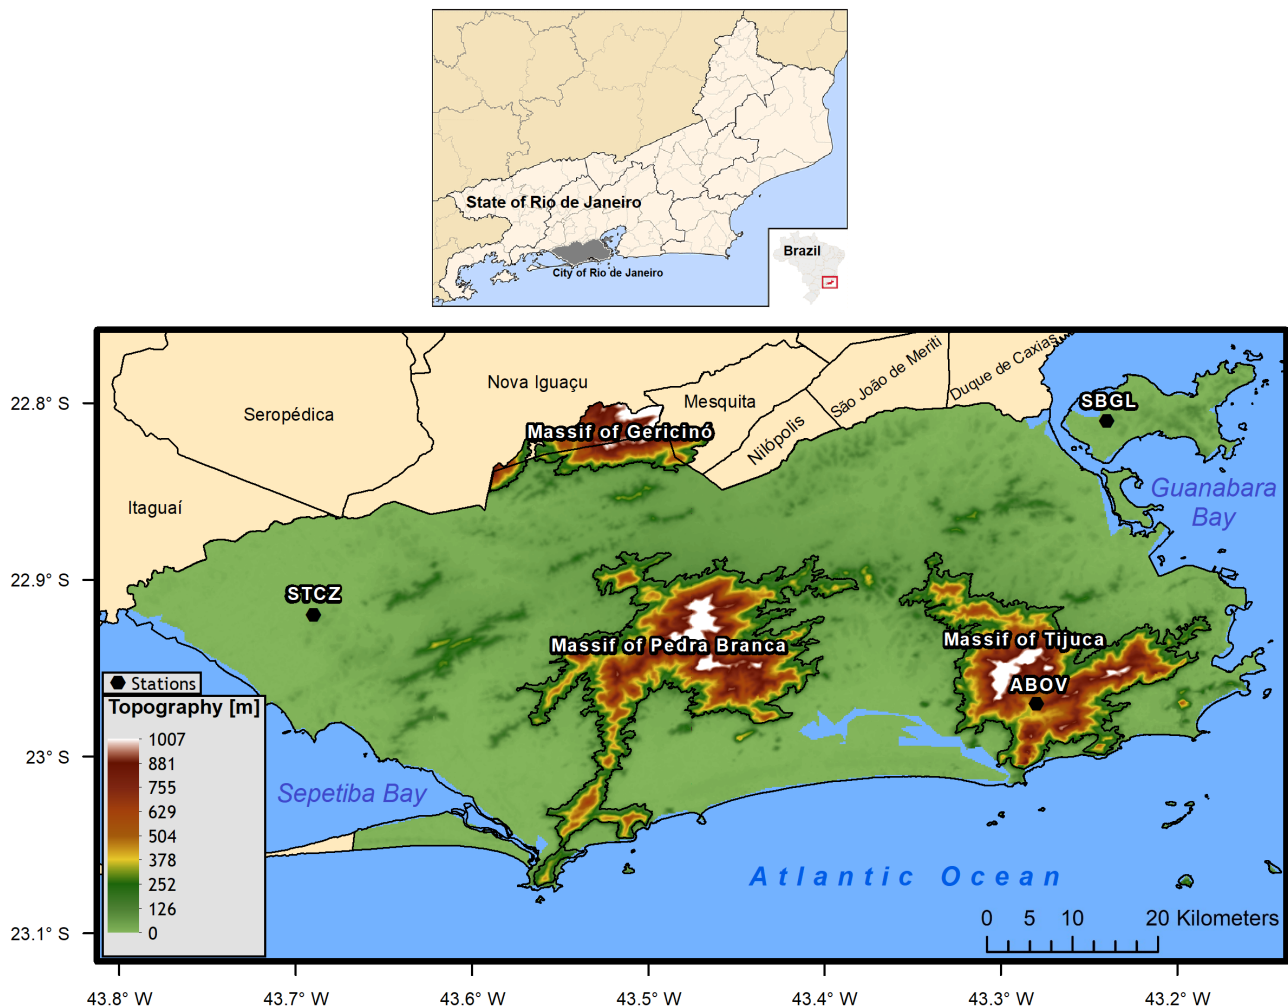 State of Rio de Janeiro
City of Rio de Janeiro
Brazil
22.8° S
22.9° S
23° S
23.1° S
Seropédica
Nova Iguaçu
Mesquita
Nilópolis
São João de Meriti
Duque de Caxias
Itaguaí
Massif of Gericinó
SBGL
Guanabara
Bay
STCZ
Massif of Pedra Branca
Massif of Tijuca
ABOV
Stations
Topography [m]
1007
881
755
629
504
378
252
126
0
Sepetiba Bay
Atlantic Ocean
0 5 10 20 Kilometers
43.8° W 43.7° W 43.6° W 43.5° W 43.4° W 43.3° W 43.2° W